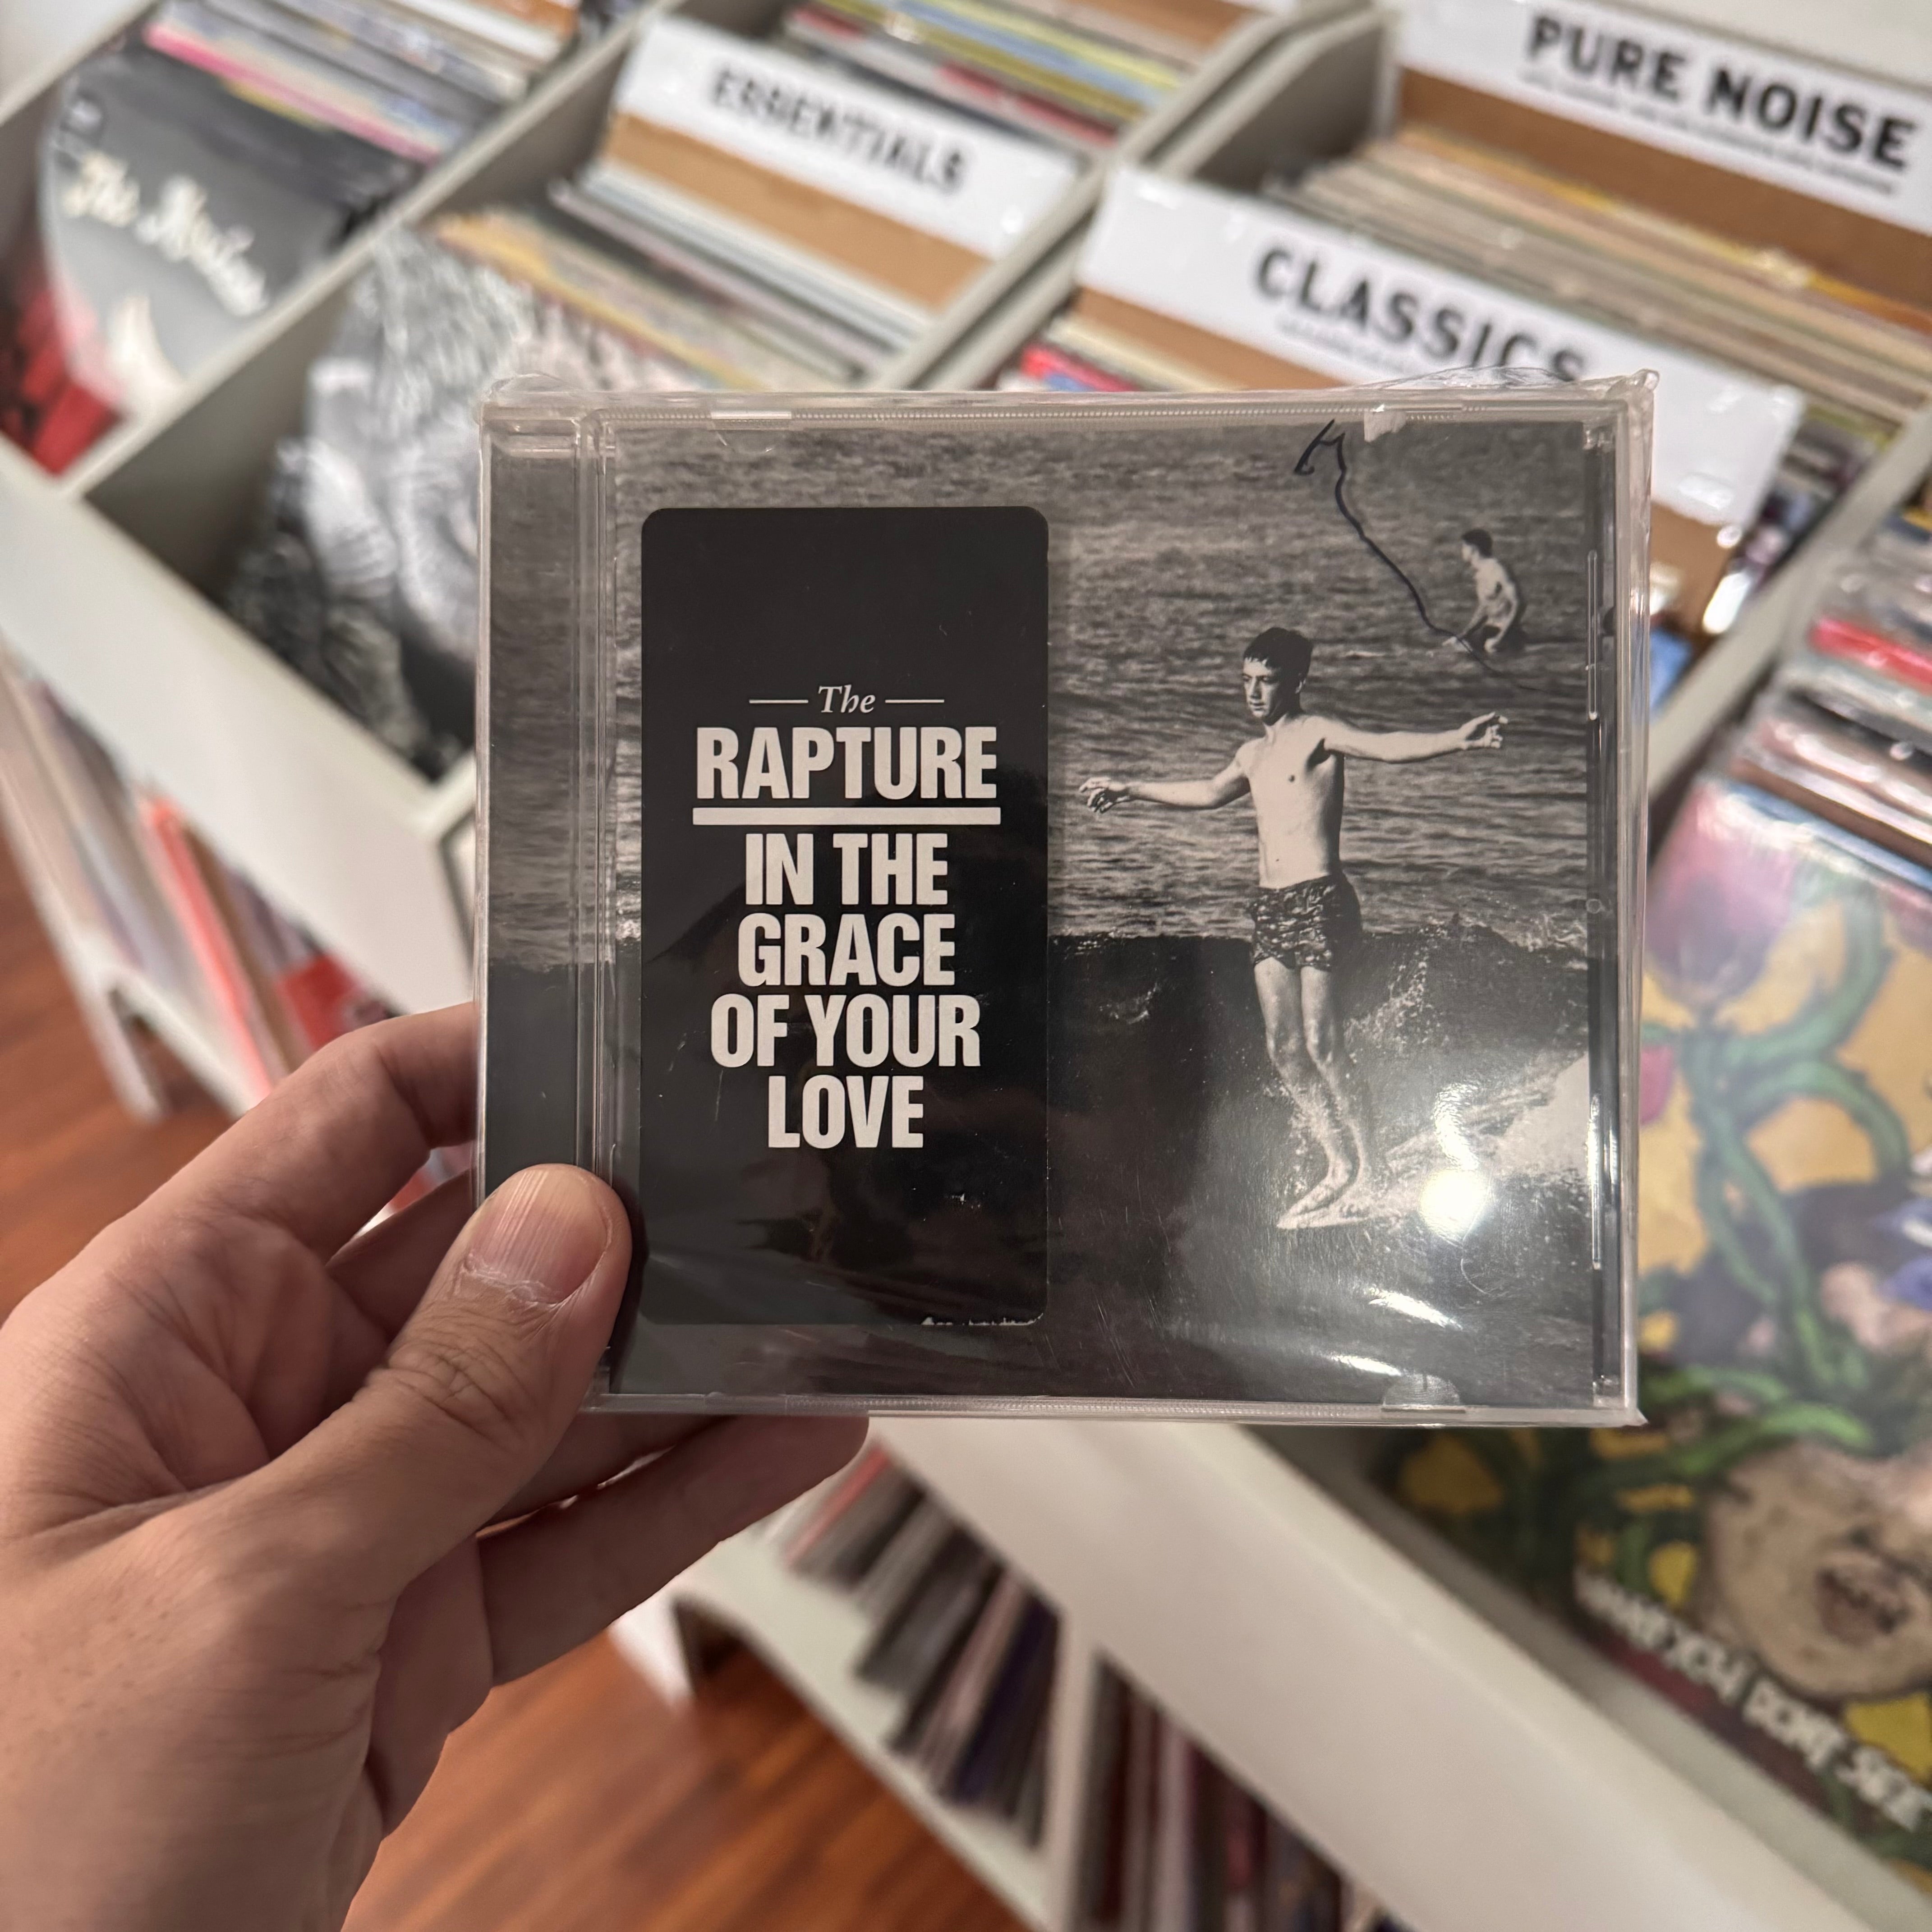 PURE NOISE
ESSENTIALS
CLASSICS
The
RAPTURE
IN THE
GRACE
OF YOUR
LOVE